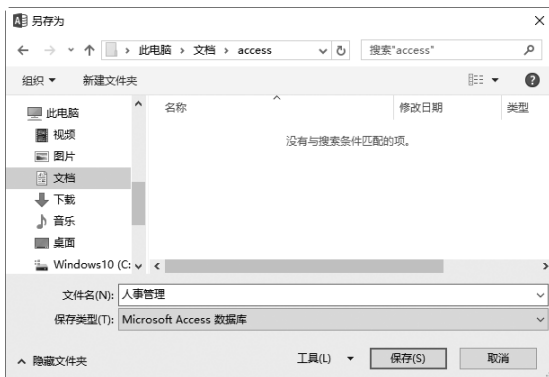 另存为
此电脑 › 文档 › access
搜索"access"
组织 新建文件夹
此电脑
视频
图片
文档
下载
音乐
桌面
Windows10 (C:
名称 修改日期 类型
没有与搜索条件匹配的项。
文件名(N): 人事管理
保存类型(T): Microsoft Access 数据库
隐藏文件夹
工具(L) 保存(S) 取消